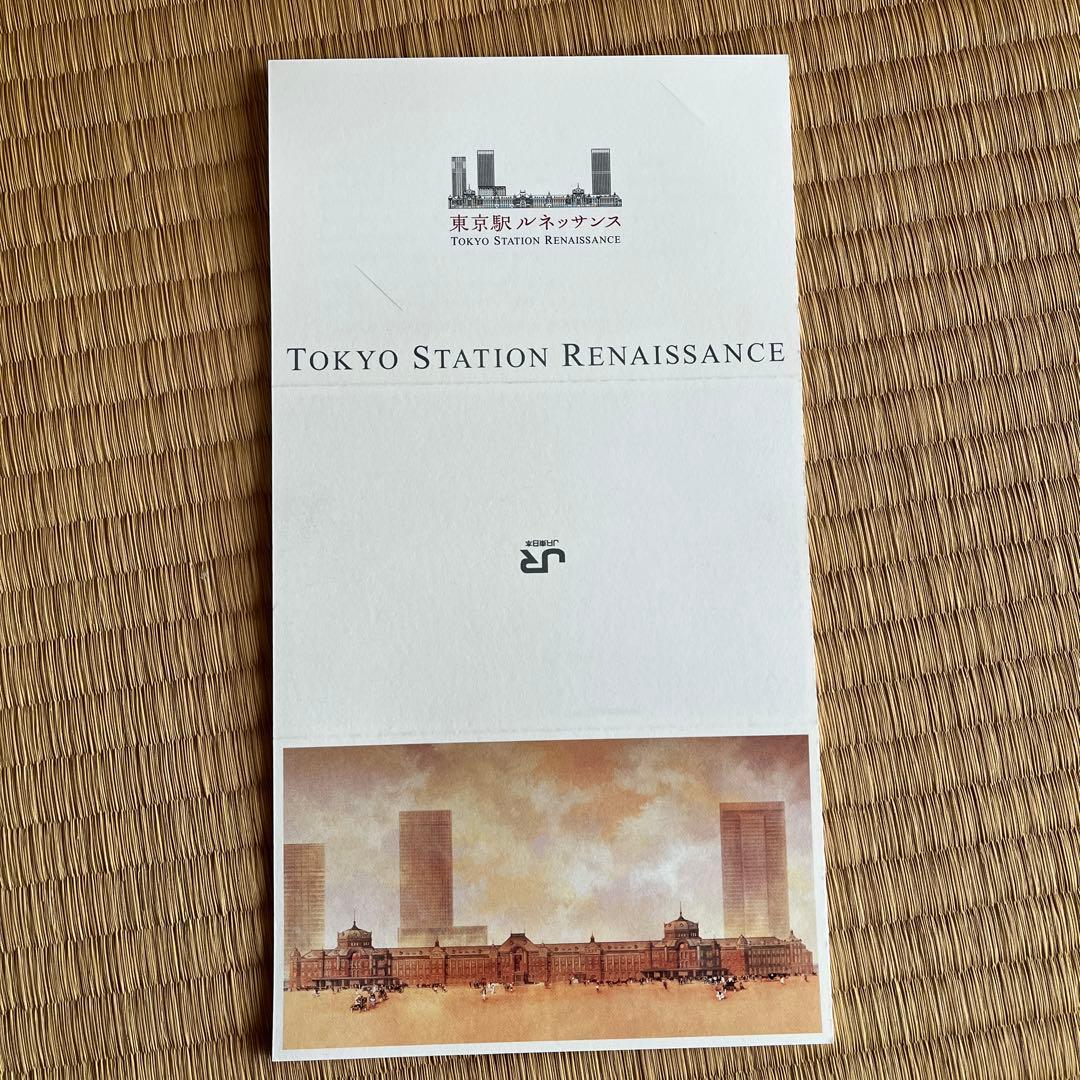 東京駅 ルネッサンス
TOKYO STATION RENAISSANCE
TOKYO STATION RENAISSANCE
JR
JR東日本